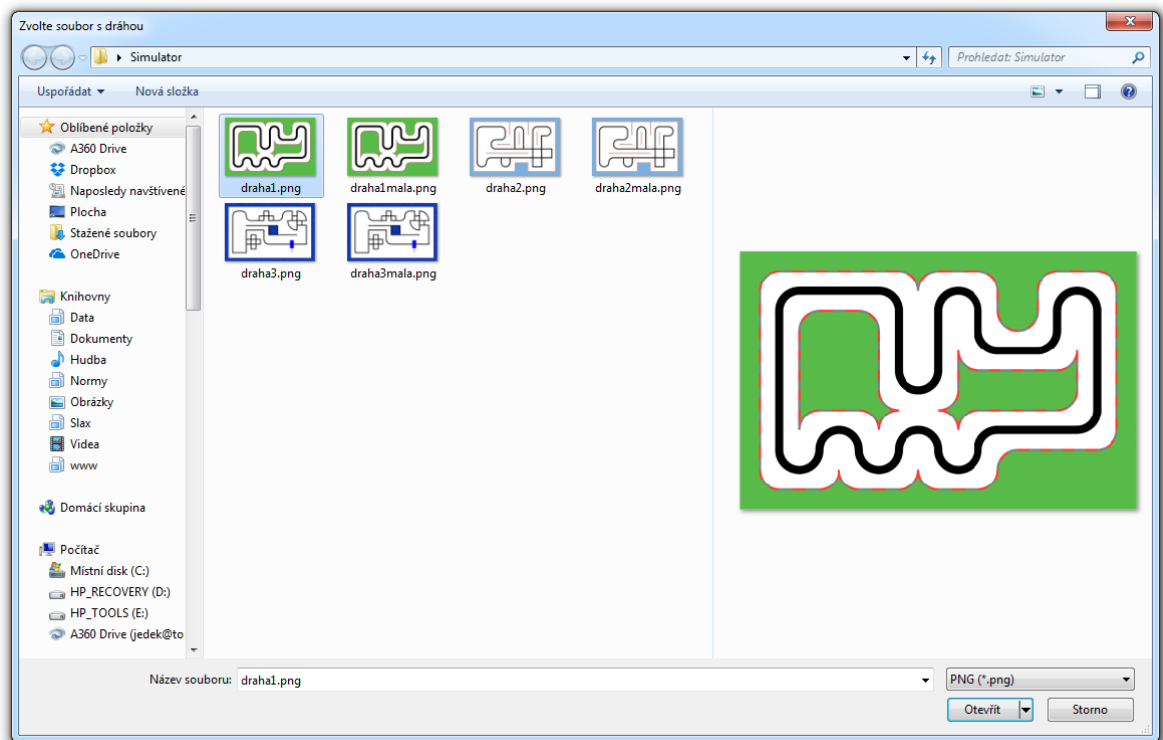 Zvolte soubor s dráhou
Simulator
Prohledat: Simulator
Uspořádat
Nová složka
Oblíbené položky
A360 Drive
Dropbox
Naposledy navštívené
Plocha
Stažené soubory
OneDrive
Knihovny
Data
Dokumenty
Hudba
Normy
Obrázky
Slax
Videa
www
Domácí skupina
Počítač
Místní disk (C:)
HP_RECOVERY (D:)
HP_TOOLS (E:)
A360 Drive (jedek@to
draha1.png
draha1mala.png
draha2.png
draha2mala.png
draha3.png
draha3mala.png
Název souboru: draha1.png
PNG (*.png)
Otevřít
Storno